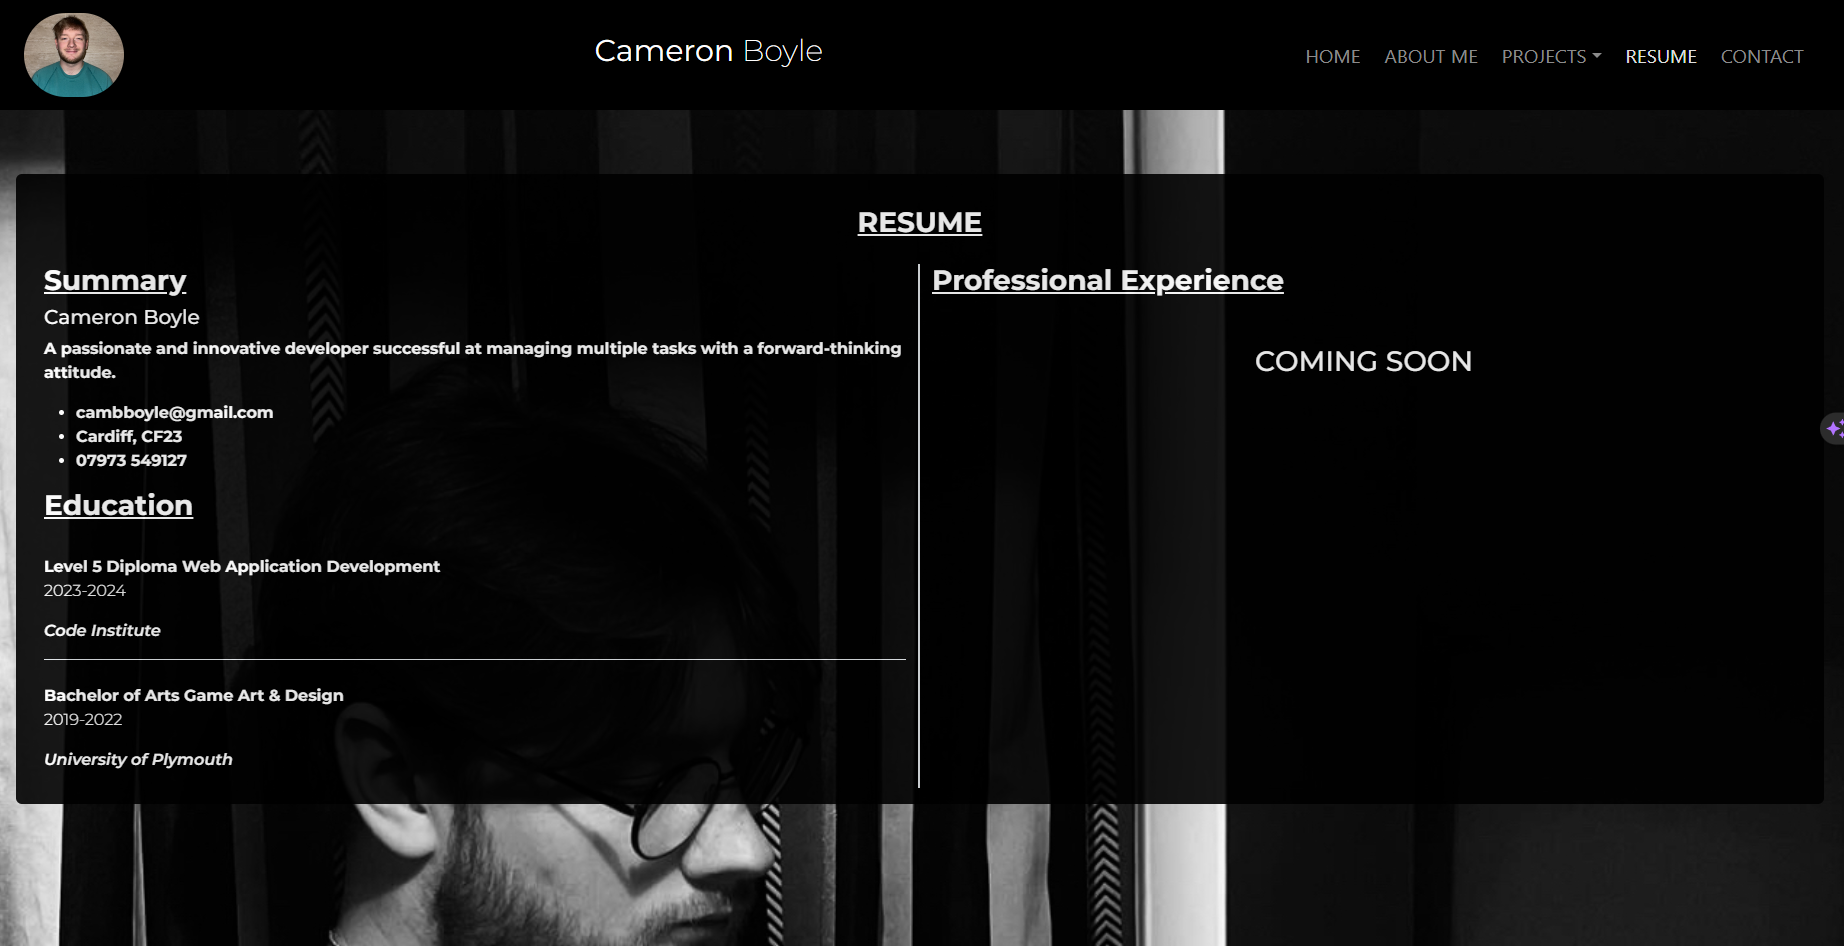 Cameron Boyle
HOME ABOUT ME PROJECTS RESUME CONTACT
RESUME
Summary
Cameron Boyle
A passionate and innovative developer successful at managing multiple tasks with a forward-thinking
attitude.
• cambboyle@gmail.com
• Cardiff, CF23
• 07973 549127
Education
Level 5 Diploma Web Application Development
2023-2024
Code Institute
Bachelor of Arts Game Art & Design
2019-2022
University of Plymouth
Professional Experience
COMING SOON